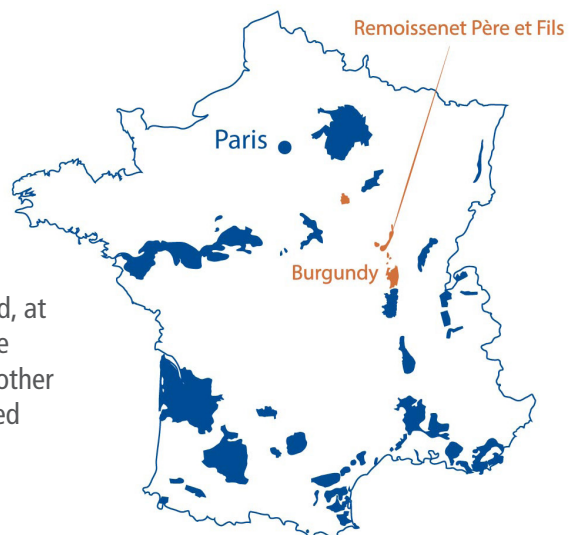 Remoissenet Père et Fils
Paris
Burgundy
d, at
e
other
ed